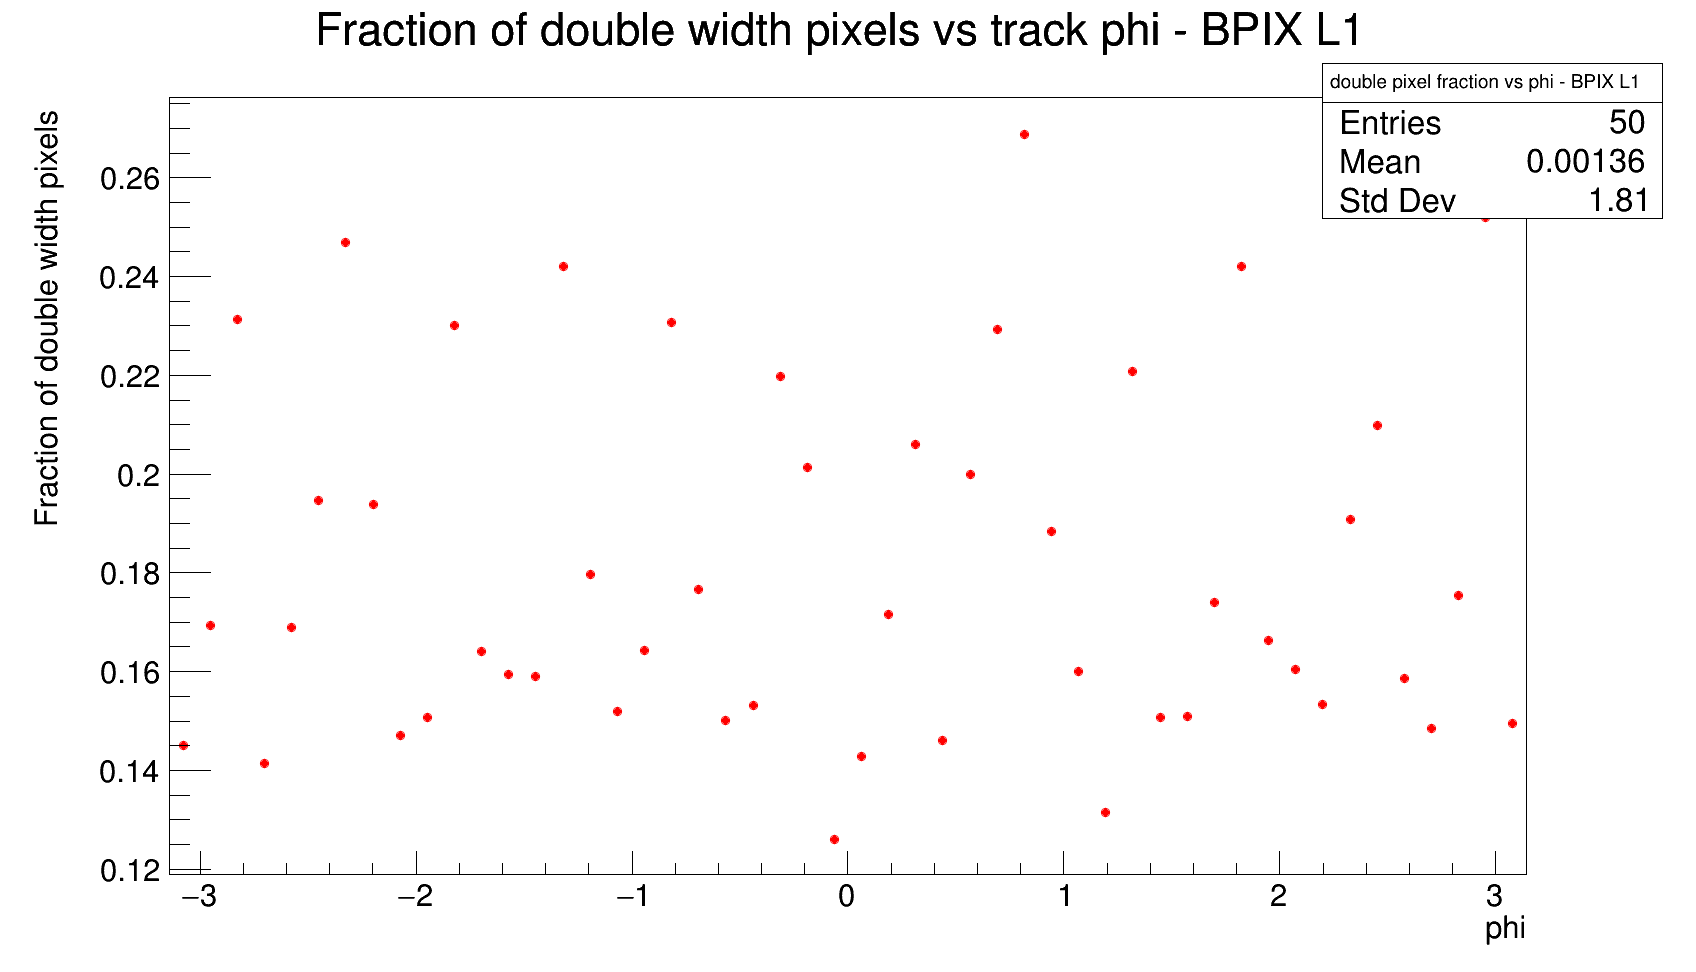 Fraction of double width pixels vs track phi - BPIX L1
double pixel fraction vs phi - BPIX L1
Entries 50
Mean 0.00136
Std Dev 1.81
Fraction of double width pixels
0.26
0.24
0.22
0.2
0.18
0.16
0.14
0.12
−3 −2 −1 0 1 2 3
phi